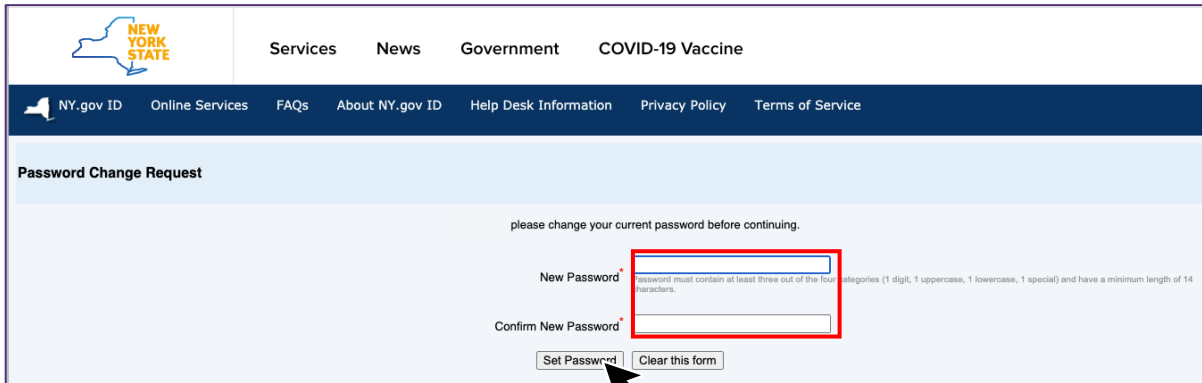 NEW
YORK
STATE
Services News Government COVID-19 Vaccine
NY.gov ID Online Services FAQs About NY.gov ID Help Desk Information Privacy Policy Terms of Service
Password Change Request
please change your current password before continuing.
New Password*
Password must contain at least three out of the four categories (1 digit, 1 uppercase, 1 lowercase, 1 special) and have a minimum length of 14
characters.
Confirm New Password*
Set Password Clear this form